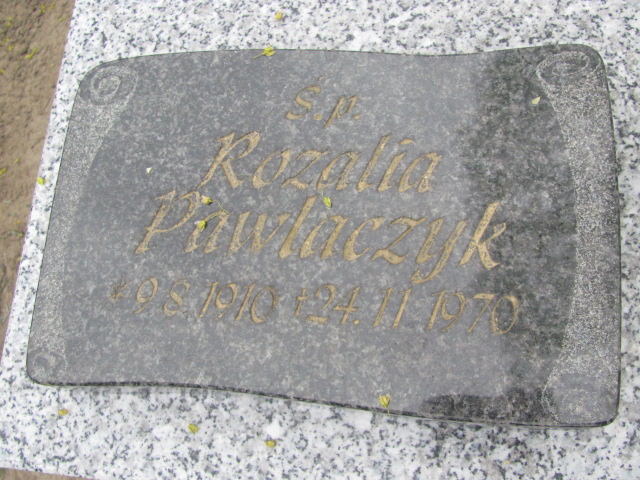 Ś.p.
Rozalia
Pawlaczyk
* 9.8.1910 † 24.11.1970